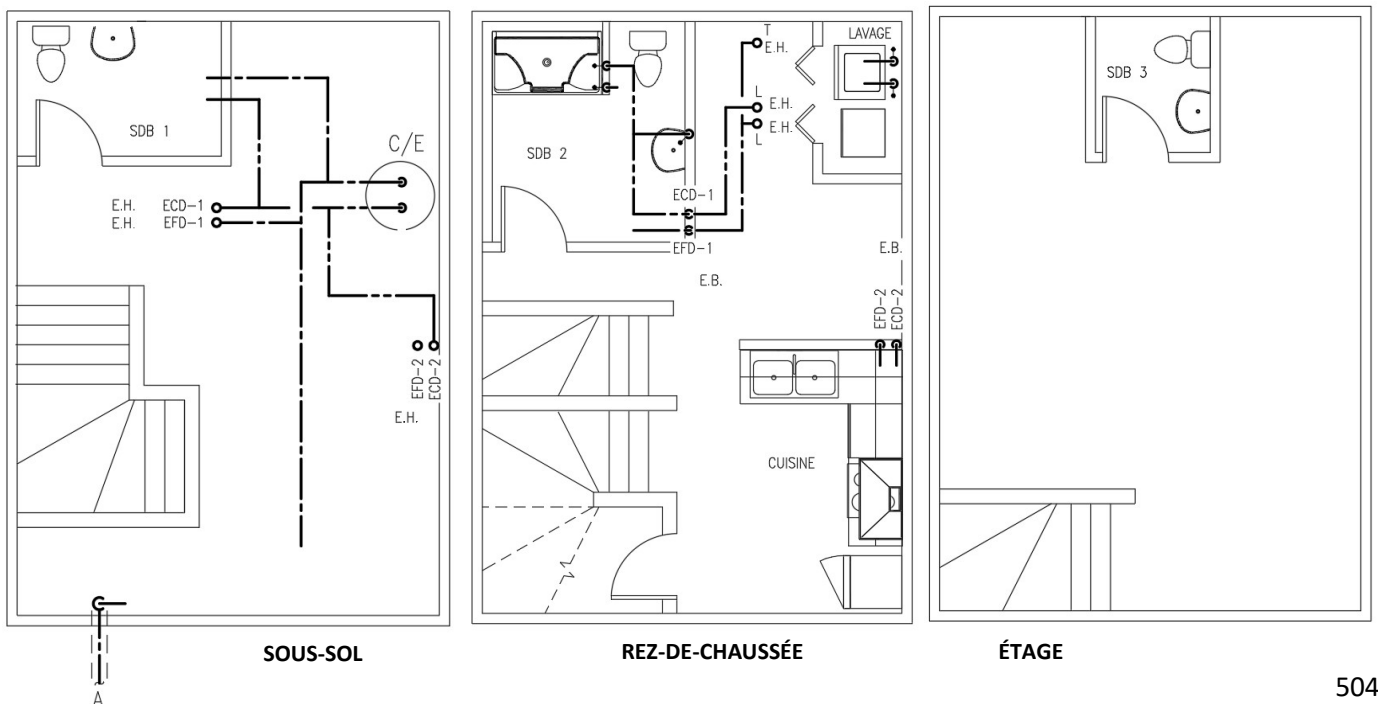 SDB 1
C/E
E.H. ECD-1
E.H. EFD-1
EFD-2
ECD-2
E.H.
A
SOUS-SOL
T
E.H.
LAVAGE
L
E.H.
E.H.
L
SDB 2
ECD-1
EFD-1
E.B.
E.B.
EFD-2
ECD-2
CUISINE
REZ-DE-CHAUSSÉE
SDB 3
ÉTAGE
504